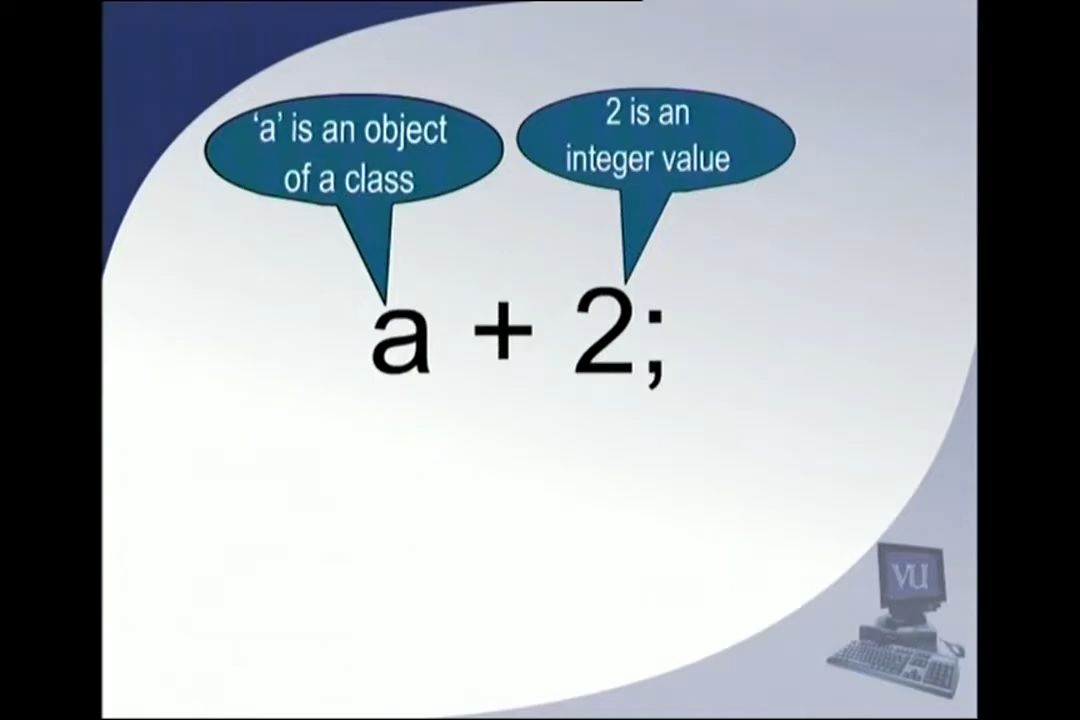 'a' is an object
of a class
2 is an
integer value
a + 2;
VU